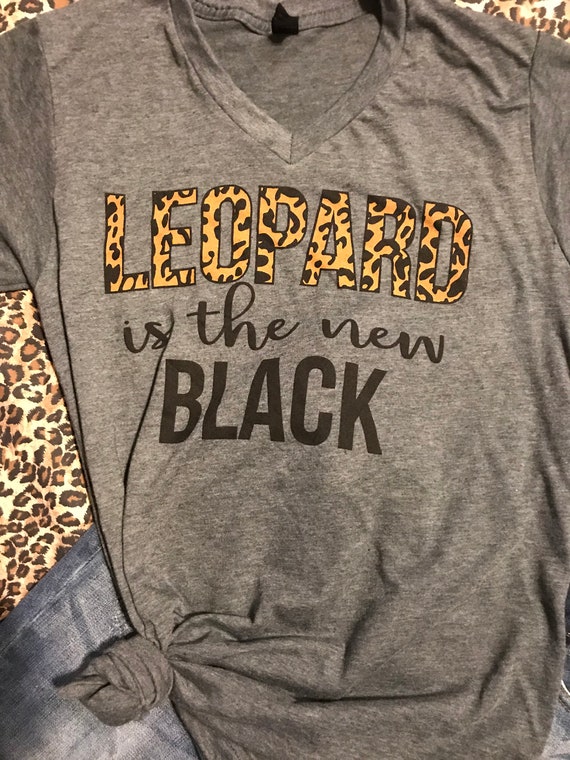 LEOPARD
is the new
BLACK